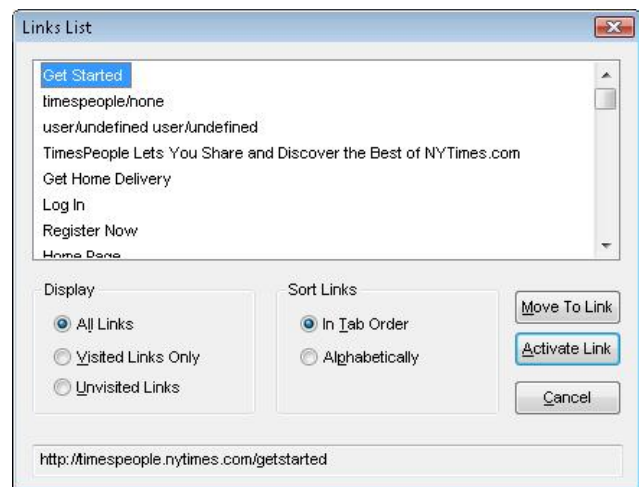 Links List
Get Started
timespeople/none
user/undefined user/undefined
TimesPeople Lets You Share and Discover the Best of NYTimes.com
Get Home Delivery
Log In
Register Now
Home Page
Display
All Links
Visited Links Only
Unvisited Links
Sort Links
In Tab Order
Alphabetically
Move To Link
Activate Link
Cancel
http://timespeople.nytimes.com/getstarted